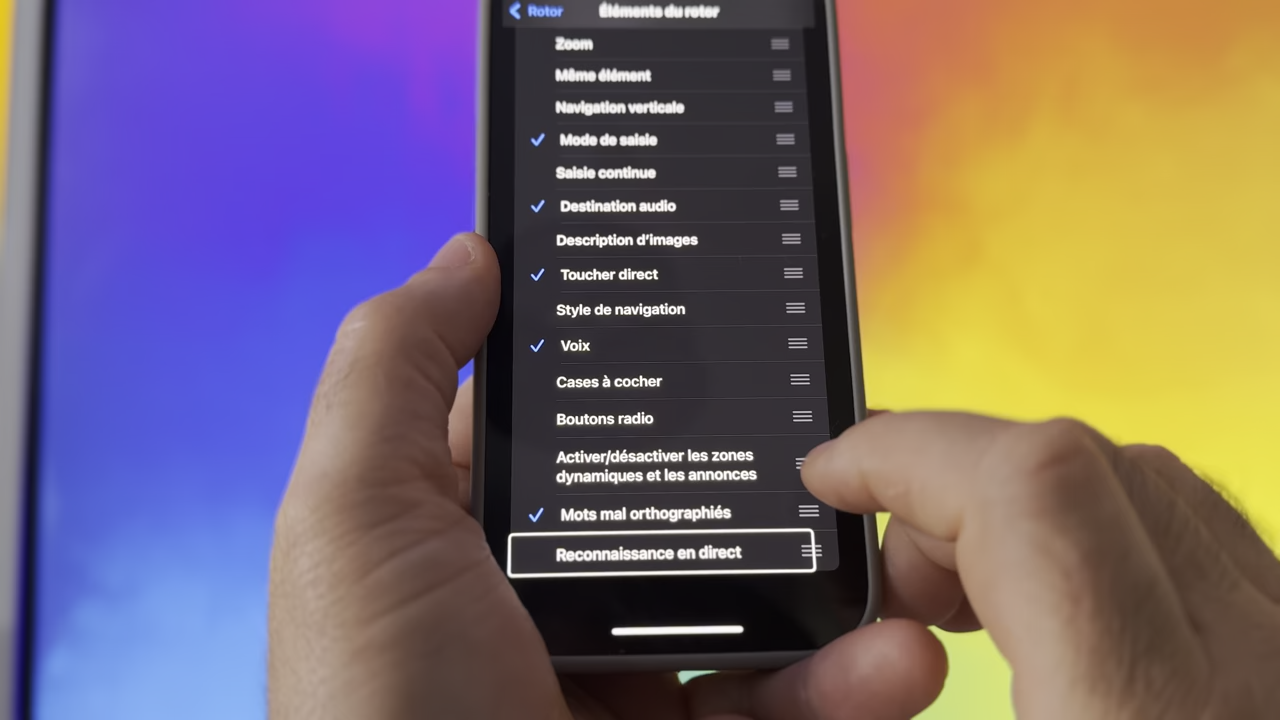 Rotor
Éléments du rotor
Zoom
Même élément
Navigation verticale
Mode de saisie
Saisie continue
Destination audio
Description d’images
Toucher direct
Style de navigation
Voix
Cases à cocher
Boutons radio
Activer/désactiver les zones
dynamiques et les annonces
Mots mal orthographiés
Reconnaissance en direct